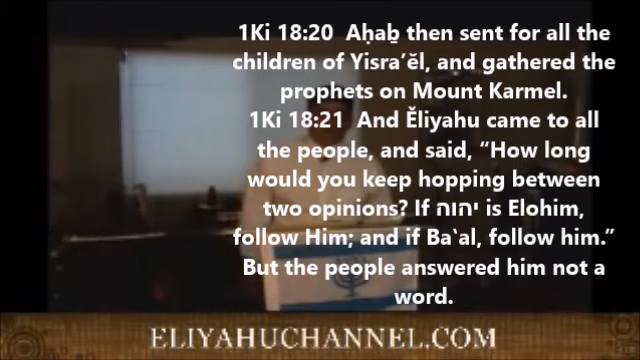 1Ki 18:20 Aḥaḇ then sent for all the
children of Yisra’ĕl, and gathered the
prophets on Mount Karmel.
1Ki 18:21 And Ěliyahu came to all
the people, and said, “How long
would you keep hopping between
two opinions? If יהוה is Elohim,
follow Him; and if Ba‛al, follow him.”
But the people answered him not a
word.
ELIYAHUCHANNEL.COM